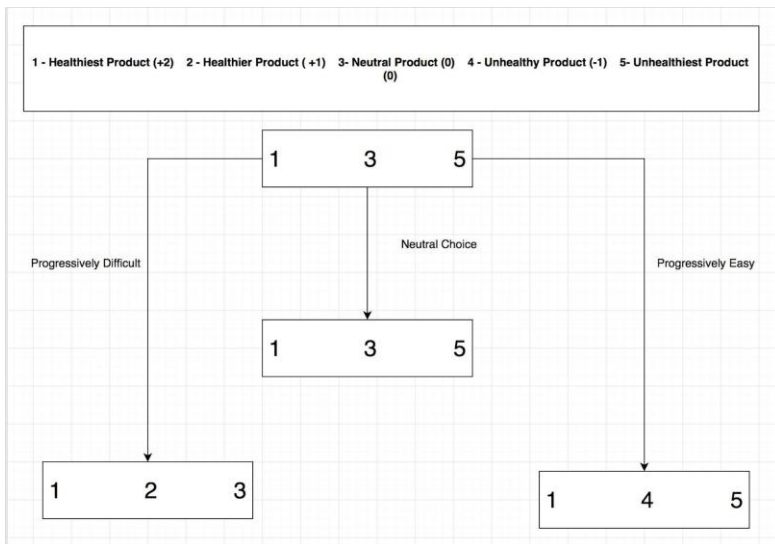 1 - Healthiest Product (+2) 2 - Healthier Product ( +1) 3- Neutral Product (0) 4 - Unhealthy Product (-1) 5- Unhealthiest Product
(0)
1 3 5
Neutral Choice
Progressively Difficult
Progressively Easy
1 3 5
1 2 3
1 4 5